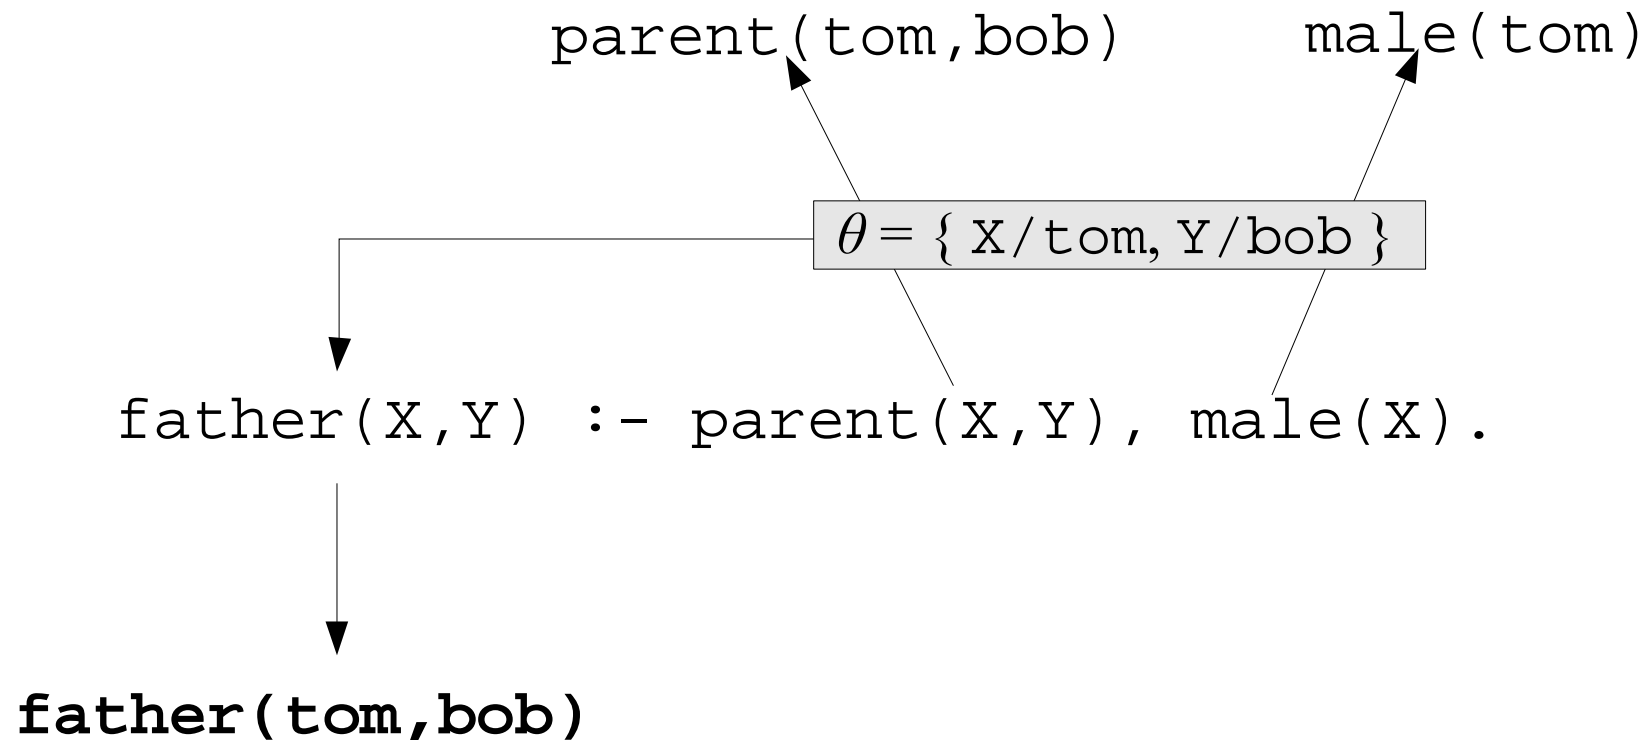 parent(tom,bob) male(tom)
θ = { X/tom, Y/bob }
father(X,Y) :- parent(X,Y), male(X).
father(tom,bob)